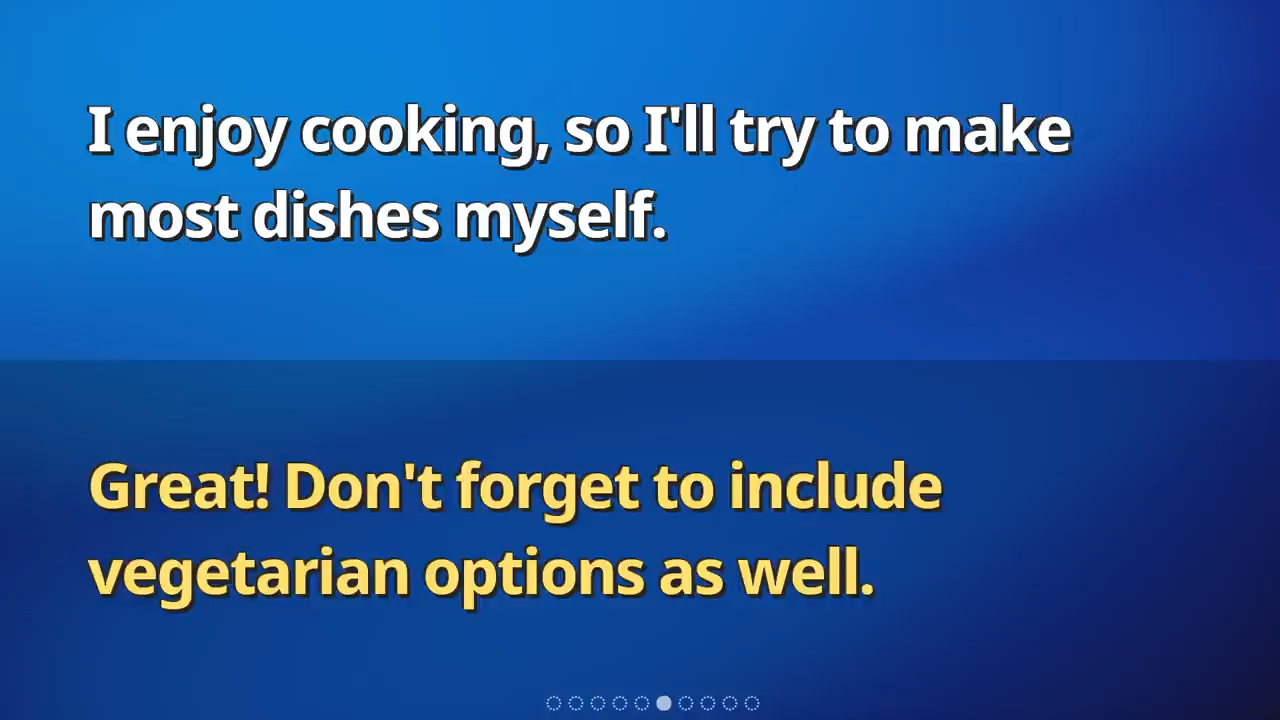 I enjoy cooking, so I'll try to make
most dishes myself.
Great! Don't forget to include
vegetarian options as well.